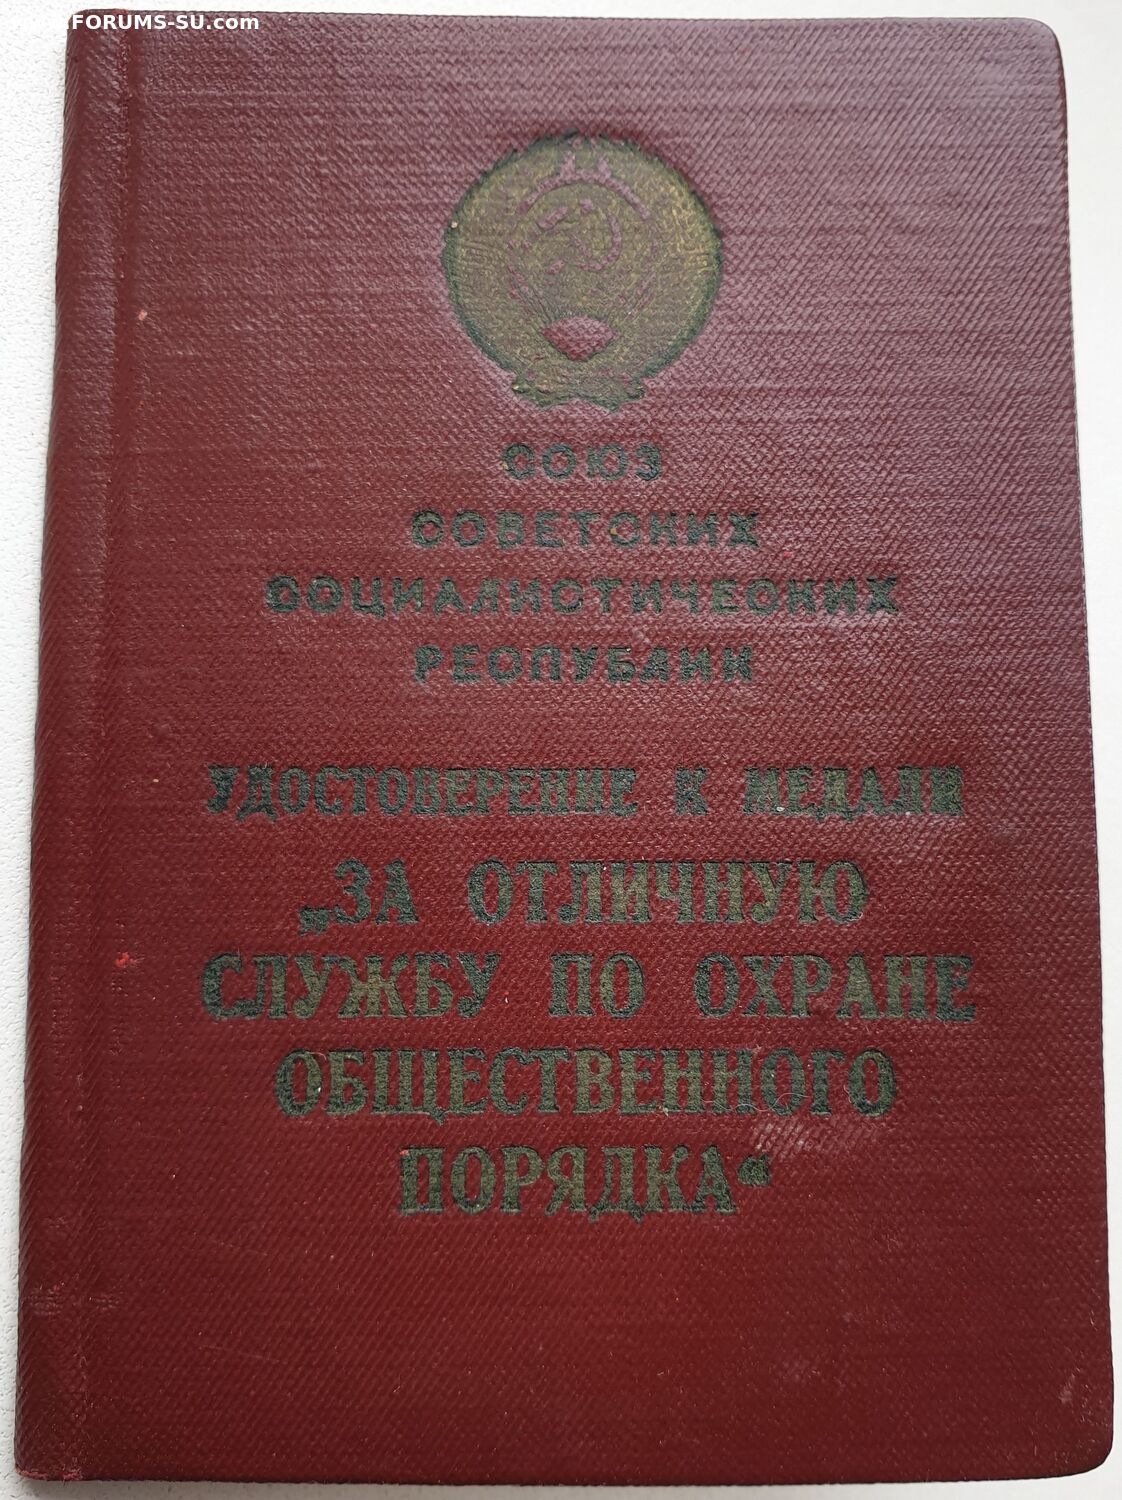 FORUMS-SU.com
СОЮЗ
СОВЕТСКИХ
СОЦИАЛИСТИЧЕСКИХ
РЕСПУБЛИК
УДОСТОВЕРЕНИЕ К МЕДАЛИ
„ЗА ОТЛИЧНУЮ
СЛУЖБУ ПО ОХРАНЕ
ОБЩЕСТВЕННОГО
ПОРЯДКА“